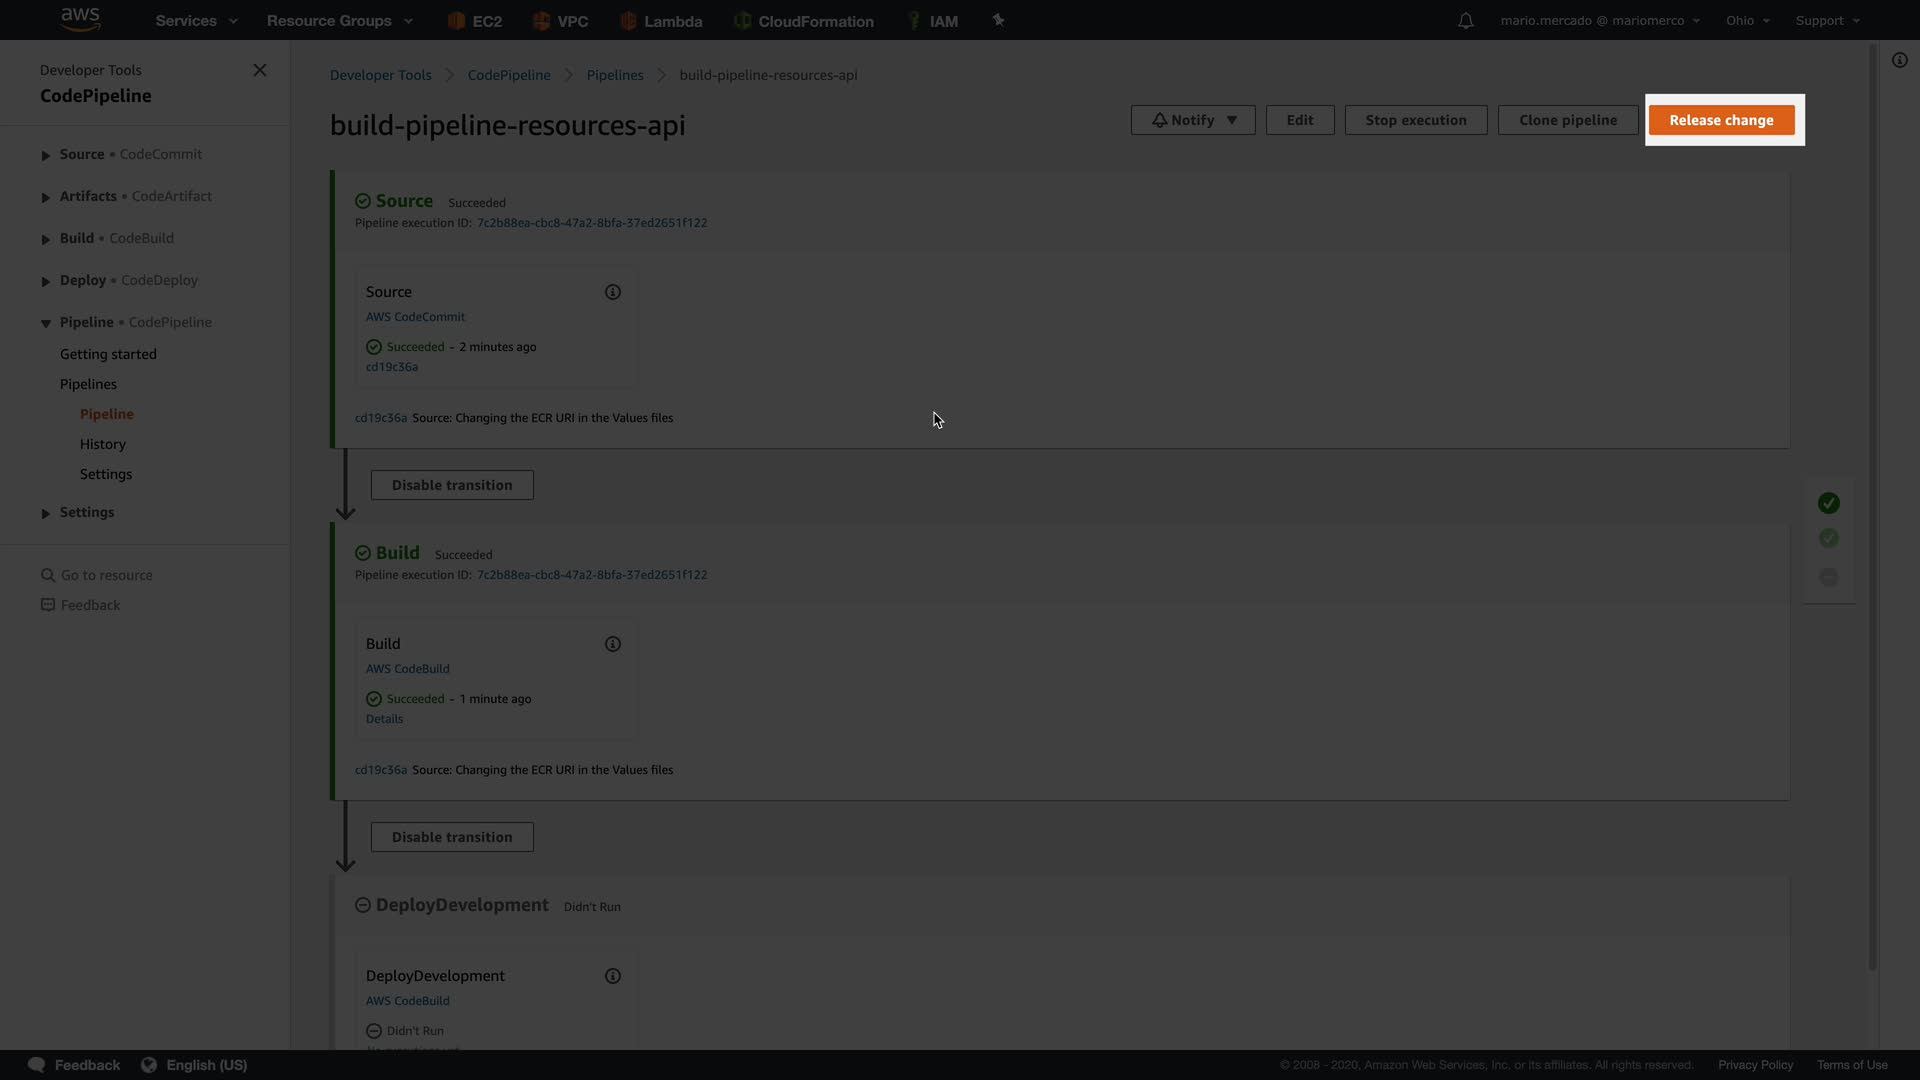 aws Services Resource Groups EC2 VPC Lambda CloudFormation IAM mario.mercado @ mariomerco Ohio Support
Developer Tools
CodePipeline
Source • CodeCommit
Artifacts • CodeArtifact
Build • CodeBuild
Deploy • CodeDeploy
Pipeline • CodePipeline
Getting started
Pipelines
Pipeline
History
Settings
Settings
Go to resource
Feedback
Developer Tools CodePipeline Pipelines build-pipeline-resources-api
build-pipeline-resources-api
Notify Edit Stop execution Clone pipeline Release change
Source Succeeded
Pipeline execution ID: 7c2b88ea-cbc8-47a2-8bfa-37ed2651f122
Source
AWS CodeCommit
Succeeded - 2 minutes ago
cd19c36a
cd19c36a Source: Changing the ECR URI in the Values files
Disable transition
Build Succeeded
Pipeline execution ID: 7c2b88ea-cbc8-47a2-8bfa-37ed2651f122
Build
AWS CodeBuild
Succeeded - 1 minute ago
Details
cd19c36a Source: Changing the ECR URI in the Values files
Disable transition
DeployDevelopment Didn't Run
DeployDevelopment
AWS CodeBuild
Didn't Run
Feedback English (US) © 2008 - 2020, Amazon Web Services, Inc. or its affiliates. All rights reserved. Privacy Policy Terms of Use